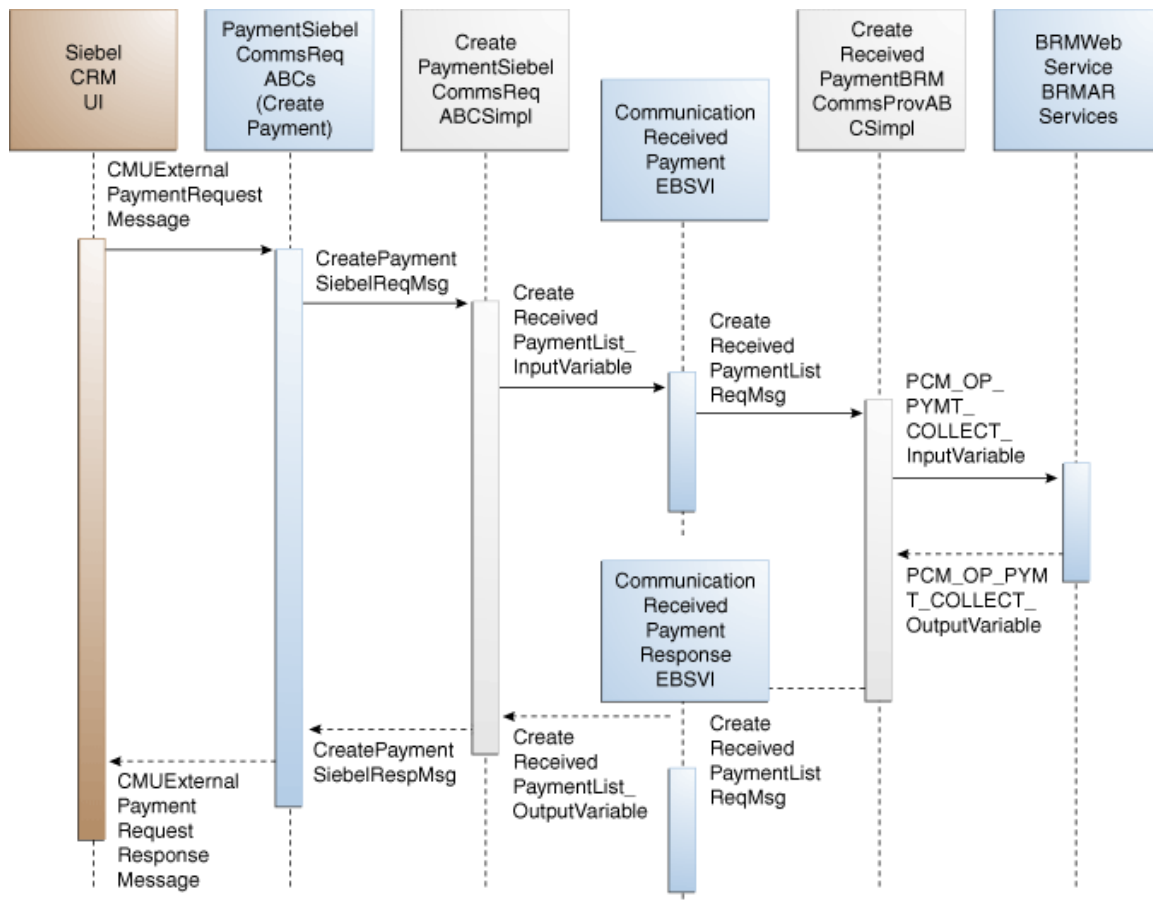 Siebel
CRM
UI
PaymentSiebel
CommsReq
ABCs
(Create
Payment)
Create
PaymentSiebel
CommsReq
ABCSimpl
Communication
Received
Payment
EBSVI
Create
Received
PaymentBRM
CommsProvAB
CSimpl
BRMWeb
Service
BRMAR
Services
CMUExternal
PaymentRequest
Message
CreatePayment
SiebelReqMsg
Create
Received
PaymentList_
InputVariable
Create
Received
PaymentList
ReqMsg
PCM_OP_
PYMT_
COLLECT_
InputVariable
PCM_OP_PYM
T_COLLECT_
OutputVariable
Communication
Received
Payment
Response
EBSVI
Create
Received
PaymentList
ReqMsg
Create
Received
PaymentList_
OutputVariable
CreatePayment
SiebelRespMsg
CMUExternal
Payment
Request
Response
Message